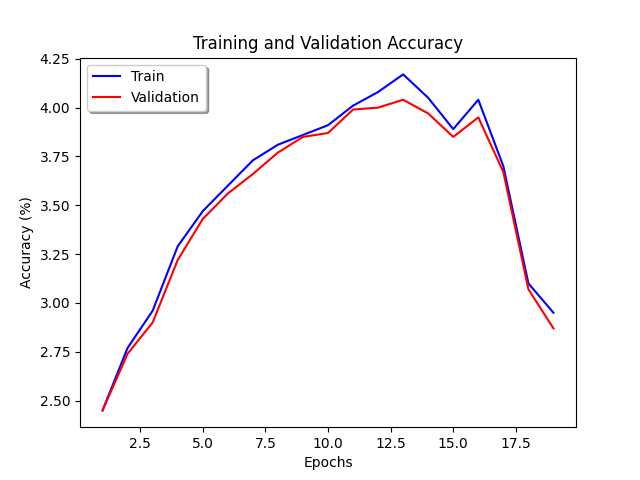 Training and Validation Accuracy
Train
Validation
Accuracy (%)
4.25
4.00
3.75
3.50
3.25
3.00
2.75
2.50
2.5 5.0 7.5 10.0 12.5 15.0 17.5
Epochs